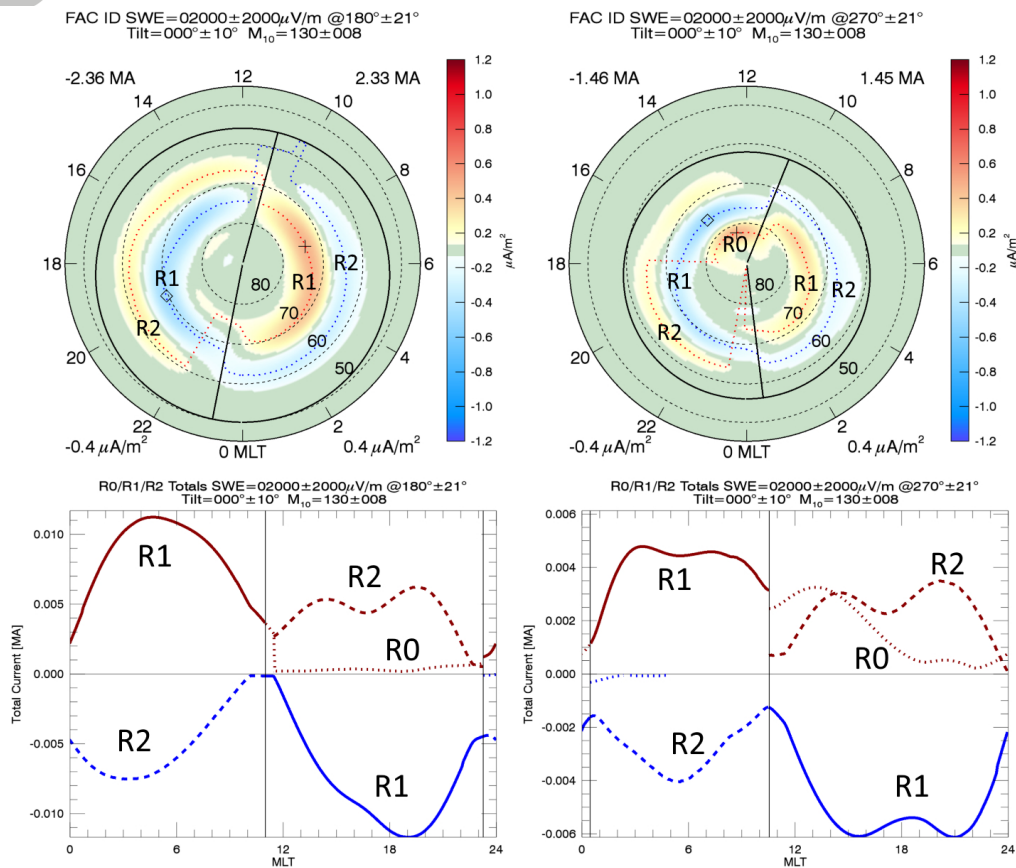 FAC ID SWE=02000±2000μV/m @180°±21°
Tilt=000°±10° M₁₀=130±008
-2.36 MA
12
2.33 MA
14
10
16
8
18
6
20
4
22
2
0 MLT
R1
R2
R1
R2
80
70
60
50
-0.4 μA/m²
0.4 μA/m²
1.2
1.0
0.8
0.6
0.4
0.2
-0.2
-0.4
-0.6
-0.8
-1.0
-1.2
μA/m²
FAC ID SWE=02000±2000μV/m @270°±21°
Tilt=000°±10° M₁₀=130±008
-1.46 MA
12
1.45 MA
14
10
16
8
18
6
20
4
22
2
0 MLT
R0
R1
R2
R1
R2
80
70
60
50
-0.4 μA/m²
0.4 μA/m²
1.2
1.0
0.8
0.6
0.4
0.2
-0.2
-0.4
-0.6
-0.8
-1.0
-1.2
μA/m²
R0/R1/R2 Totals SWE=02000±2000μV/m @180°±21°
Tilt=000°±10° M₁₀=130±008
Total Current [MA]
0.010
0.005
0.000
-0.005
-0.010
R1
R2
R0
R2
R1
0
6
12
18
24
MLT
R0/R1/R2 Totals SWE=02000±2000μV/m @270°±21°
Tilt=000°±10° M₁₀=130±008
Total Current [MA]
0.006
0.004
0.002
0.000
-0.002
-0.004
-0.006
R1
R2
R0
R2
R1
0
6
12
18
24
MLT